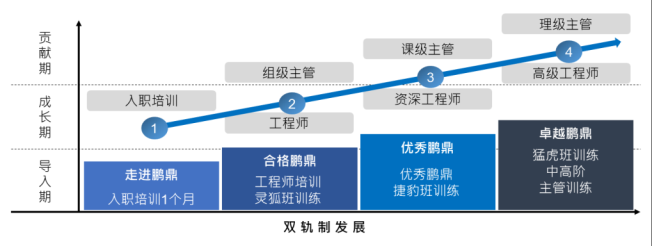 贡献期
成长期
导入期
入职培训
1
组级主管
2
工程师
课级主管
3
资深工程师
理级主管
4
高级工程师
走进鹏鼎
入职培训1个月
合格鹏鼎
工程师培训
灵狐班训练
优秀鹏鼎
优秀鹏鼎
捷豹班训练
卓越鹏鼎
猛虎班训练
中高阶
主管训练
双轨制发展